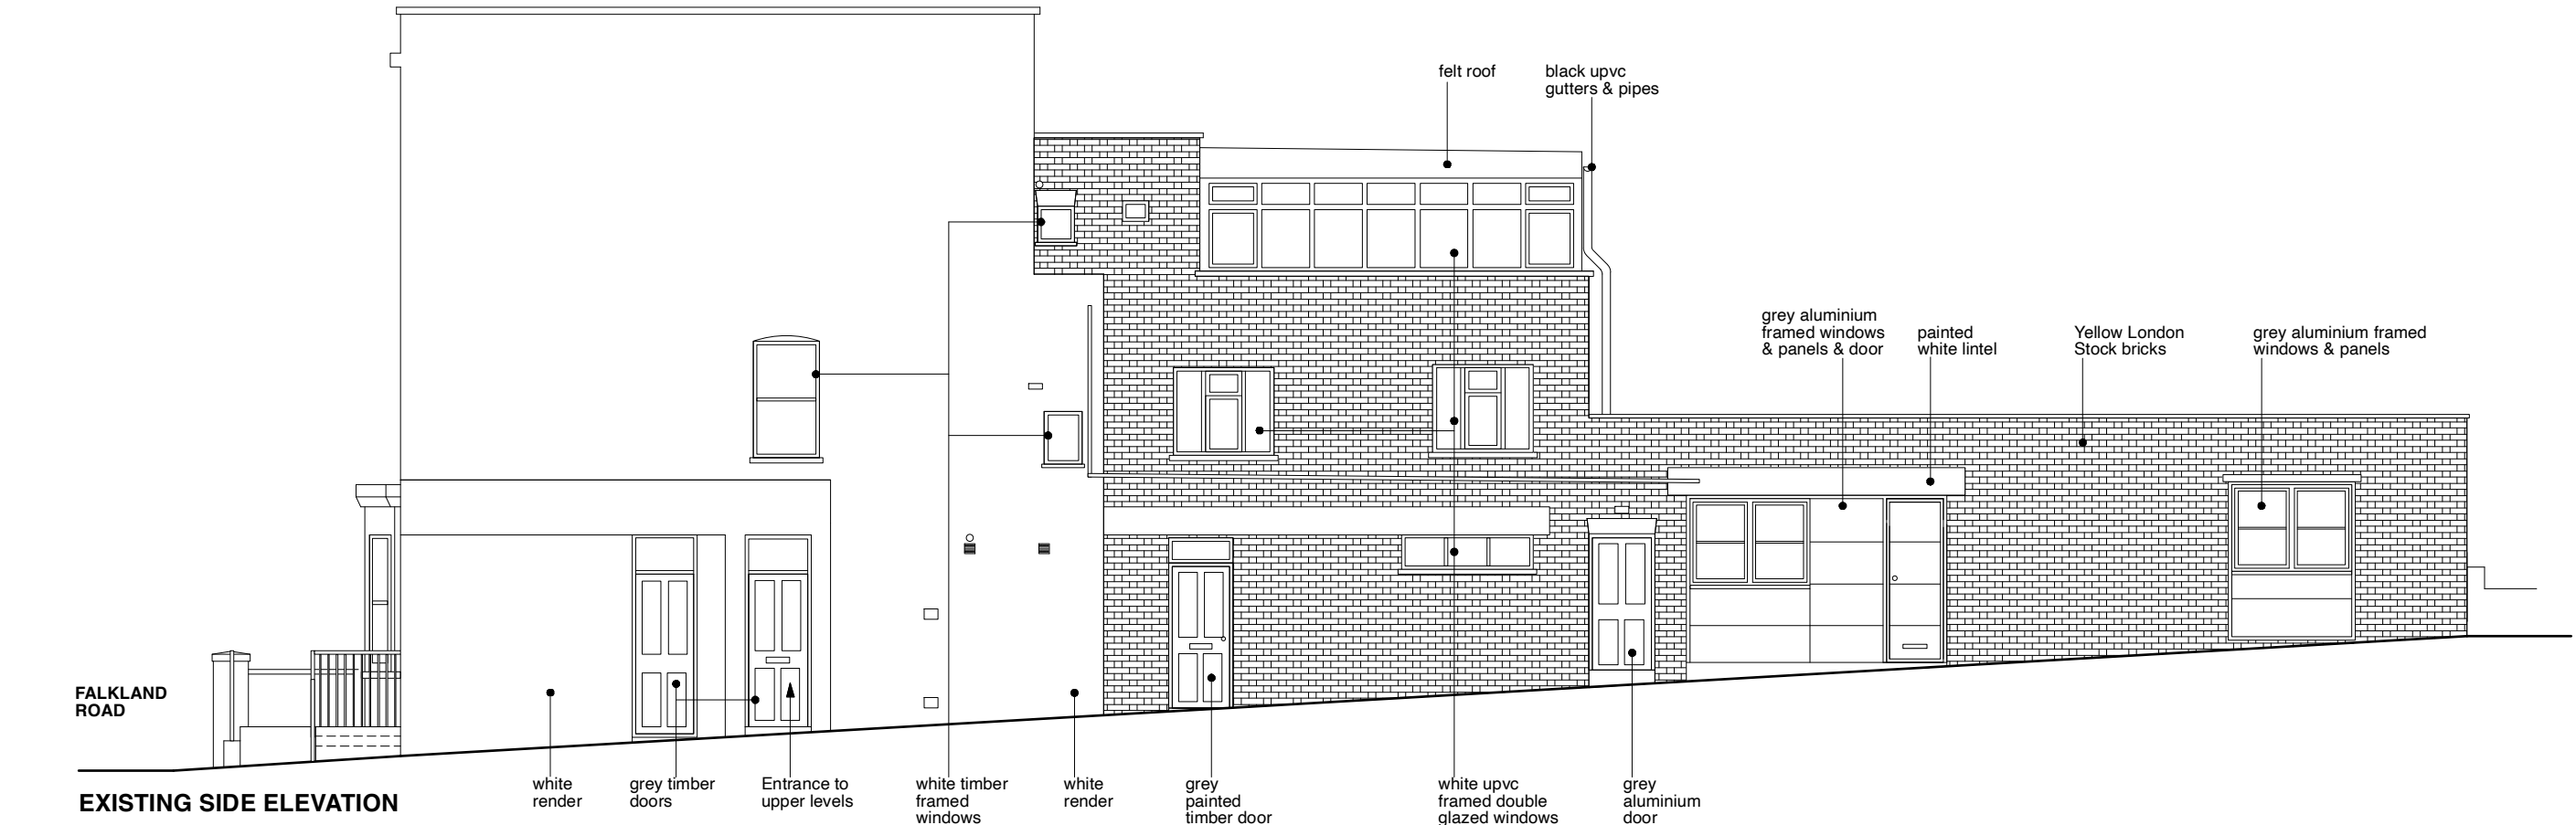 felt roof
black upvc
gutters & pipes
grey aluminium
framed windows
& panels & door
painted
white lintel
Yellow London
Stock bricks
grey aluminium framed
windows & panels
FALKLAND
ROAD
EXISTING SIDE ELEVATION
white
render
grey timber
doors
Entrance to
upper levels
white timber
framed
windows
white
render
grey
painted
timber door
white upvc
framed double
glazed windows
grey
aluminium
door